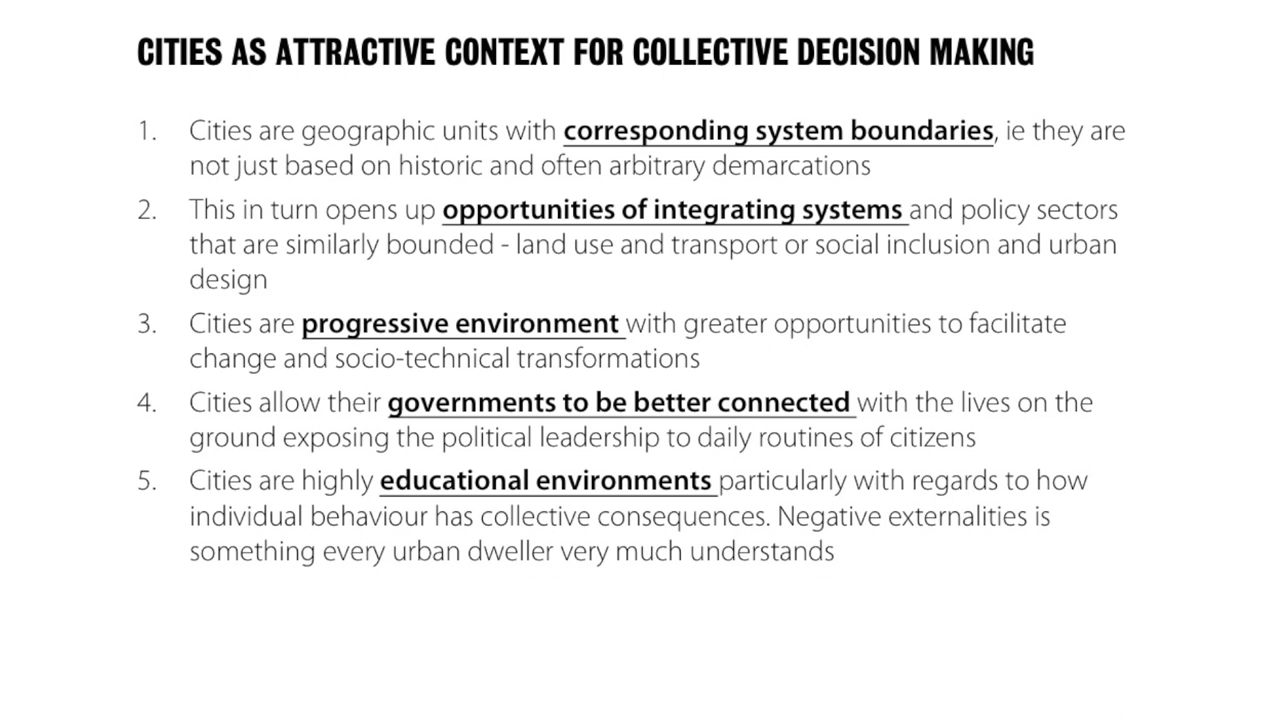 CITIES AS ATTRACTIVE CONTEXT FOR COLLECTIVE DECISION MAKING
1. Cities are geographic units with corresponding system boundaries, ie they are
not just based on historic and often arbitrary demarcations
2. This in turn opens up opportunities of integrating systems and policy sectors
that are similarly bounded - land use and transport or social inclusion and urban
design
3. Cities are progressive environment with greater opportunities to facilitate
change and socio-technical transformations
4. Cities allow their governments to be better connected with the lives on the
ground exposing the political leadership to daily routines of citizens
5. Cities are highly educational environments particularly with regards to how
individual behaviour has collective consequences. Negative externalities is
something every urban dweller very much understands